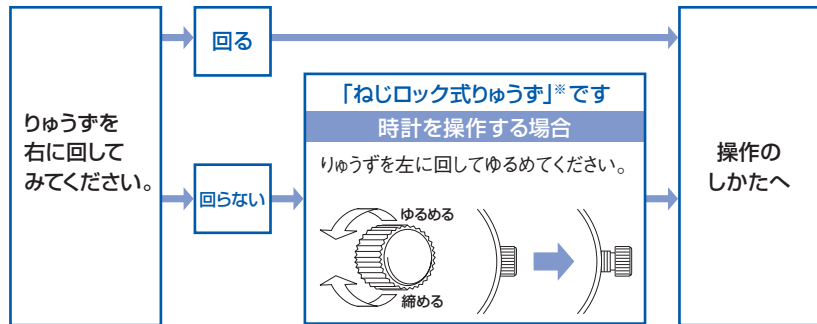 りゅうずを
右に回して
みてください。
回る
回らない
「ねじロック式りゅうず」※です
時計を操作する場合
りゅうずを左に回してゆるめてください。
ゆるめる
締める
操作の
しかたへ